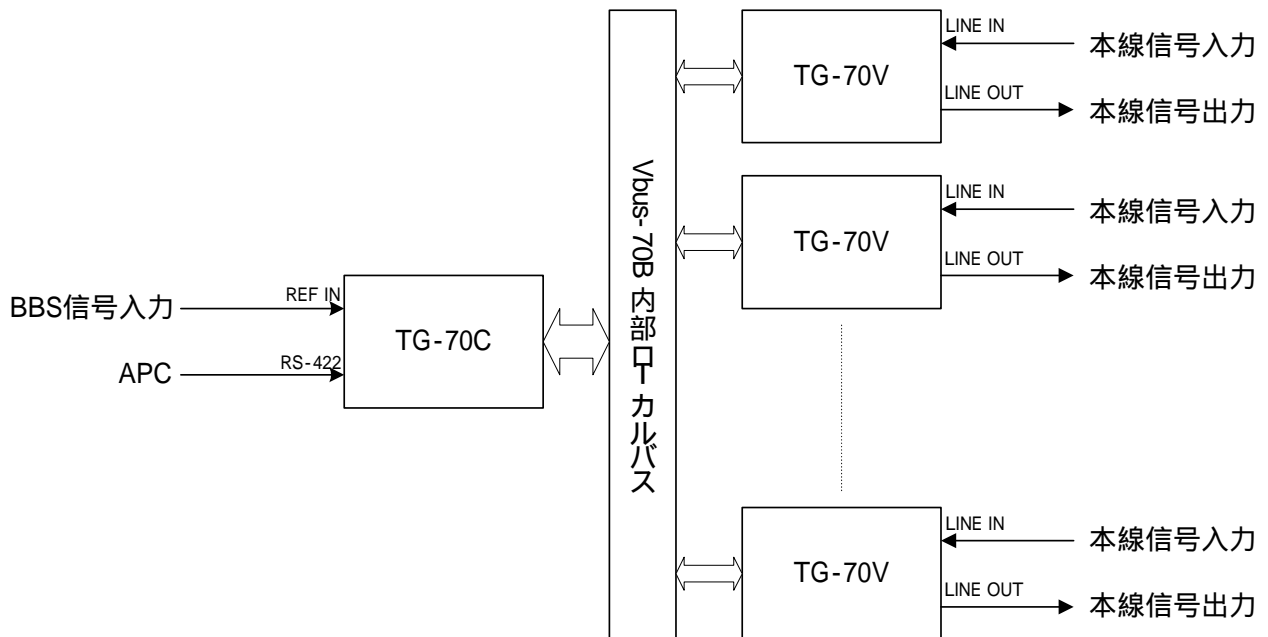 BBS信号入力
REF IN
APC
RS-422
TG-70C
Vbus-70B 内部ローカルバス
TG-70V
LINE IN
本線信号入力
LINE OUT
本線信号出力
TG-70V
LINE IN
本線信号入力
LINE OUT
本線信号出力
TG-70V
LINE IN
本線信号入力
LINE OUT
本線信号出力